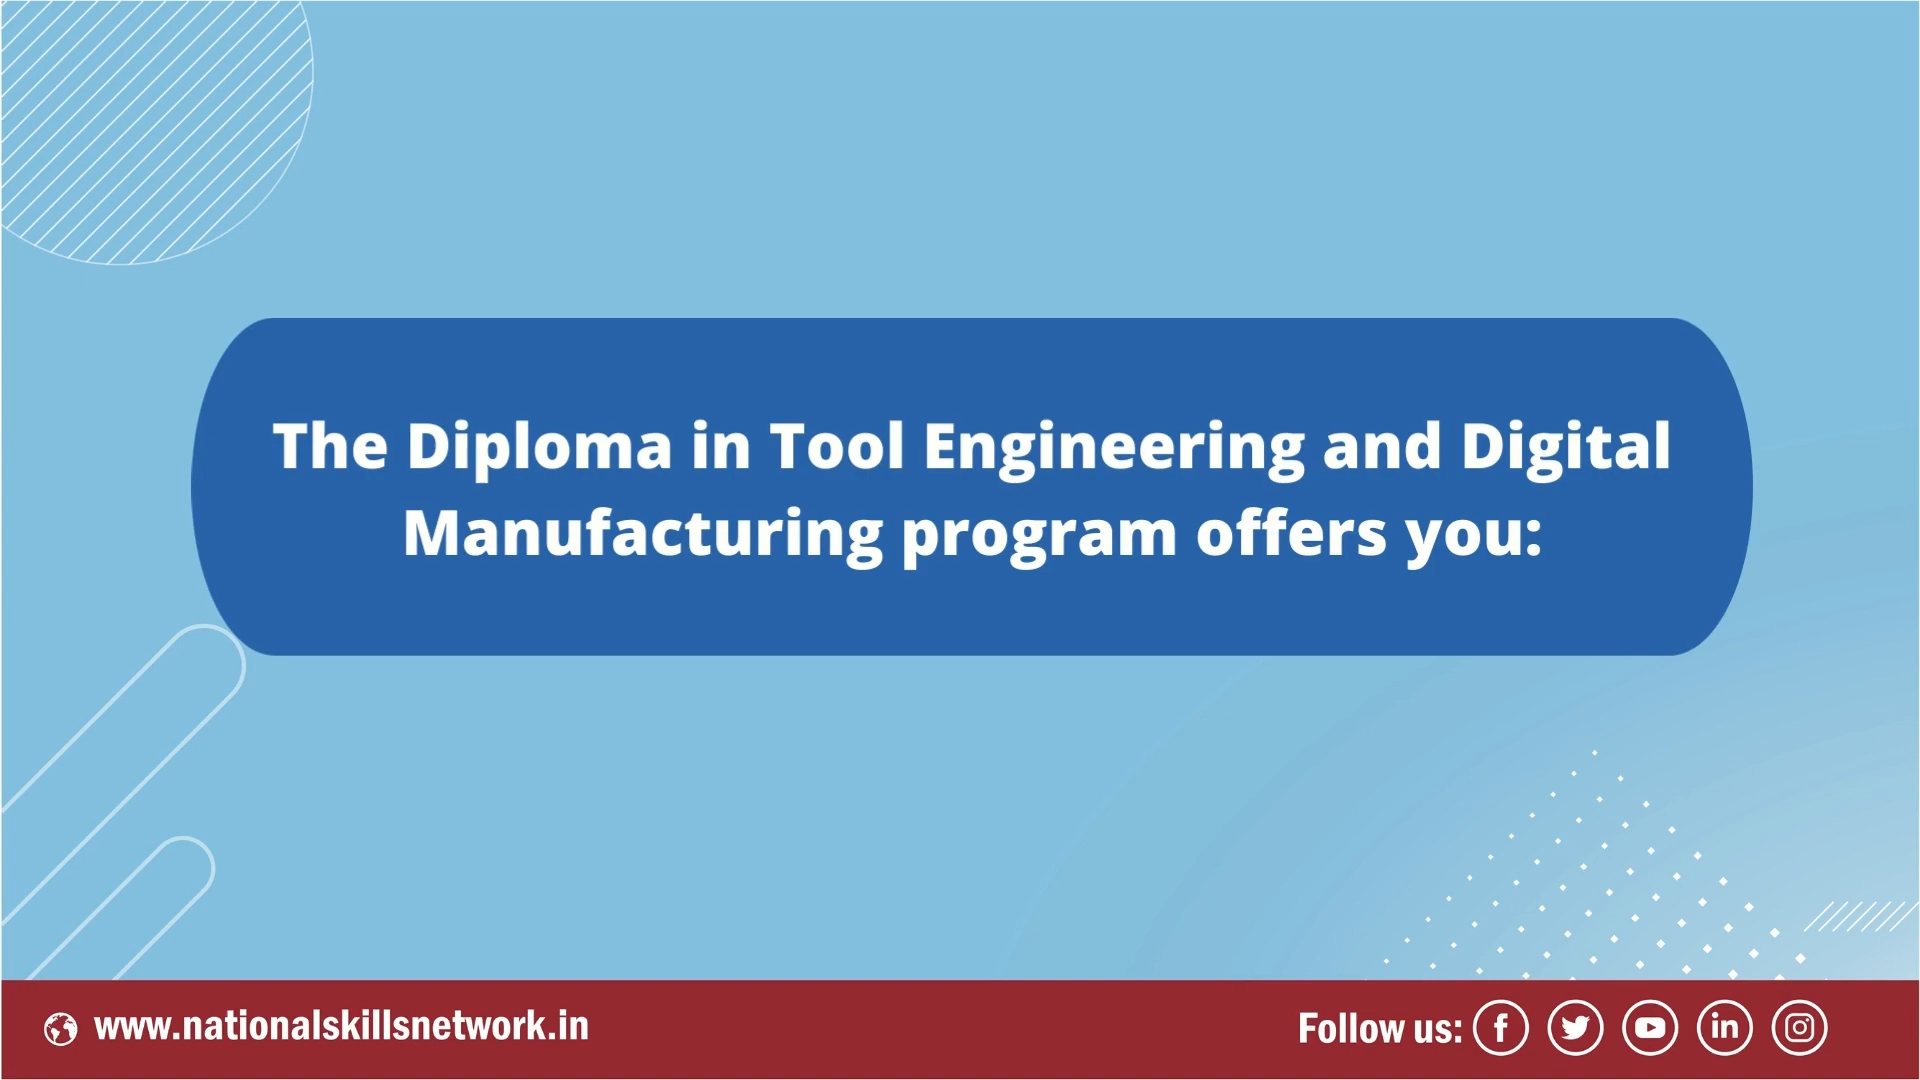 The Diploma in Tool Engineering and Digital
Manufacturing program offers you:
www.nationalskillsnetwork.in
Follow us: